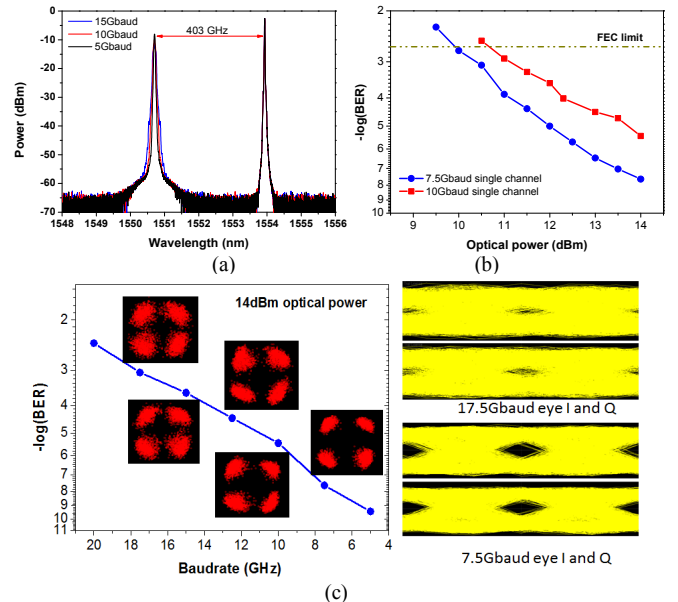 15Gbaud
10Gbaud
5Gbaud
403 GHz
Power (dBm)
0
-10
-20
-30
-40
-50
-60
-70
1548 1549 1550 1551 1552 1553 1554 1555 1556
Wavelength (nm)
(a)
FEC limit
-log(BER)
2
3
4
5
6
7
8
9
10
7.5Gbaud single channel
10Gbaud single channel
9 10 11 12 13 14
Optical power (dBm)
(b)
14dBm optical power
-log(BER)
2
3
4
5
6
7
8
9
10
11
20 18 16 14 12 10 8 6 4
Baudrate (GHz)
17.5Gbaud eye I and Q
7.5Gbaud eye I and Q
(c)